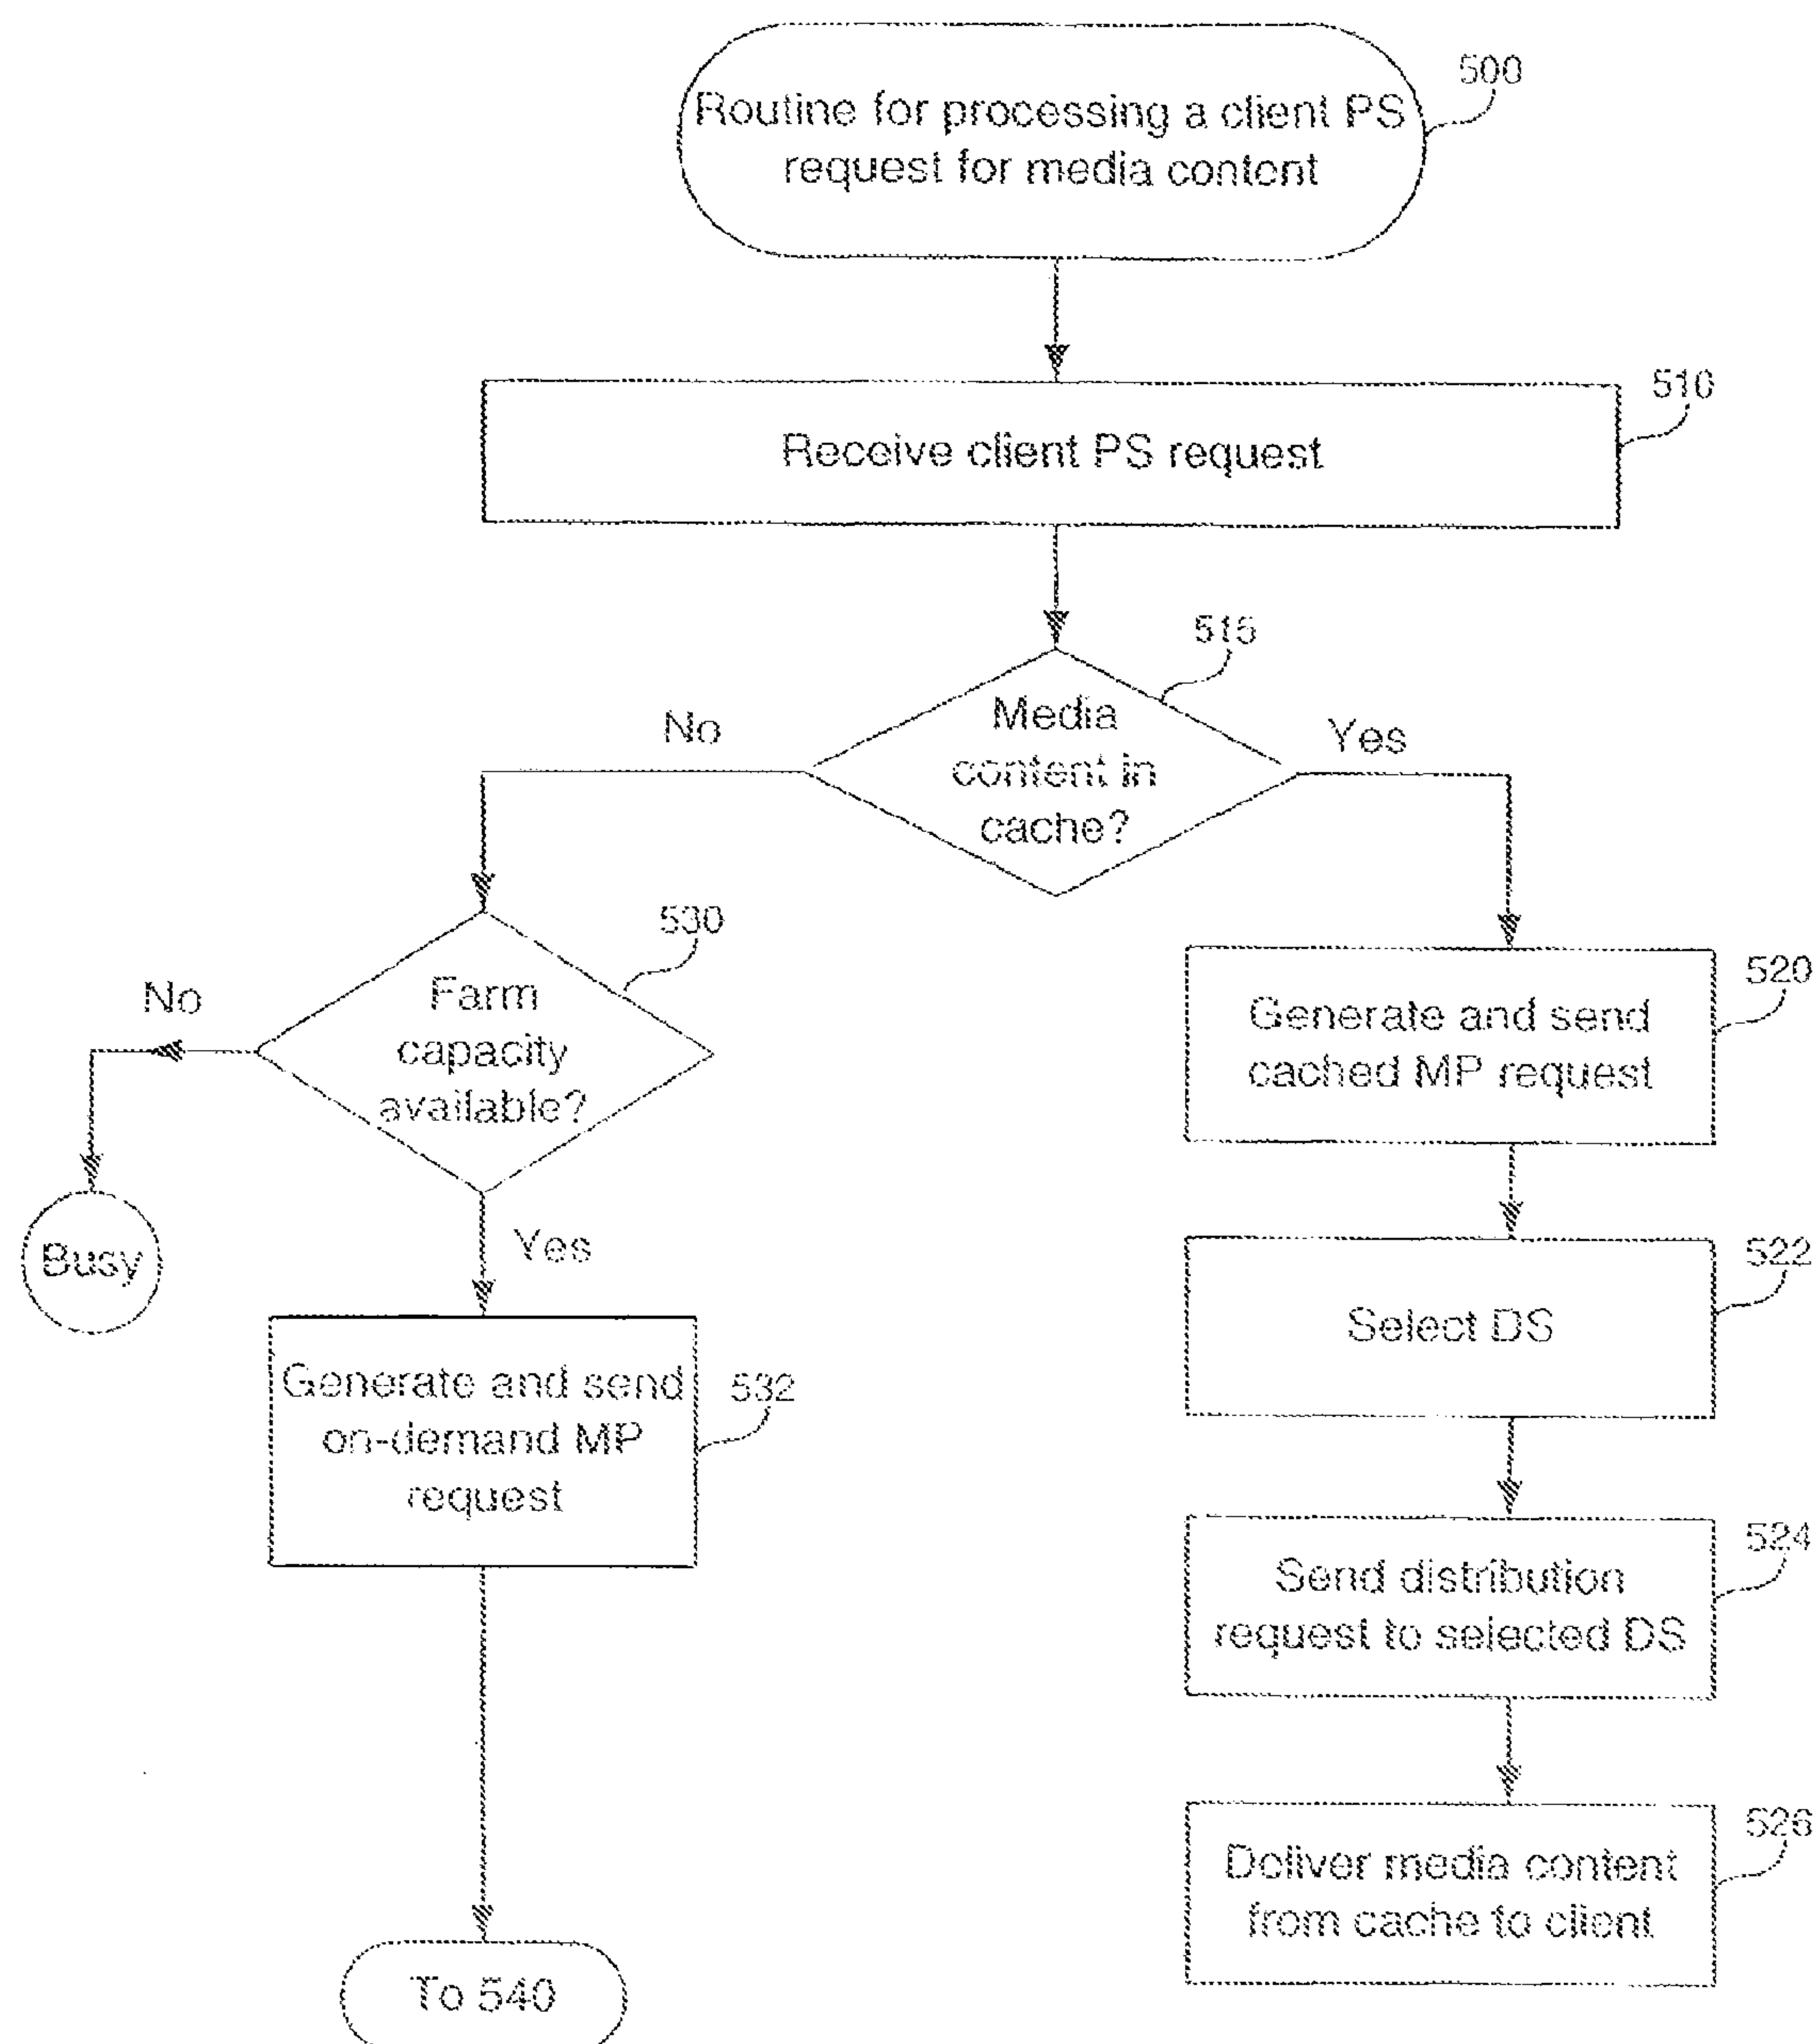 Routine for processing a client PS
request for media content
500
Receive client PS request
510
Media
content in
cache?
515
No
Yes
Farm
capacity
available?
530
No
Busy
Yes
Generate and send
on-demand MP
request
532
To 540
Generate and send
cached MP request
520
Select DS
522
Send distribution
request to selected DS
524
Deliver media content
from cache to client
526